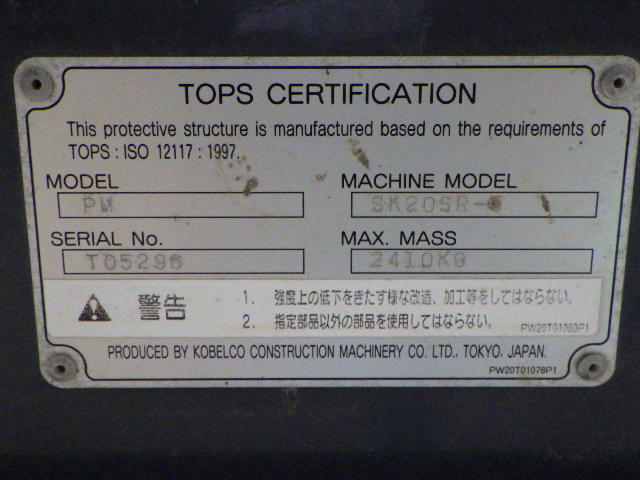 TOPS CERTIFICATION
This protective structure is manufactured based on the requirements of
TOPS : ISO 12117 : 1997.
MODEL
MACHINE MODEL
SK20SR-
SERIAL No.
MAX. MASS
T05296
2410KG
警告
1. 強度上の低下をきたす様な改造、加工等をしてはならない。
2. 指定部品以外の部品を使用してはならない。
PW20T01080P1
PRODUCED BY KOBELCO CONSTRUCTION MACHINERY CO. LTD., TOKYO, JAPAN.
PW20T01078P1